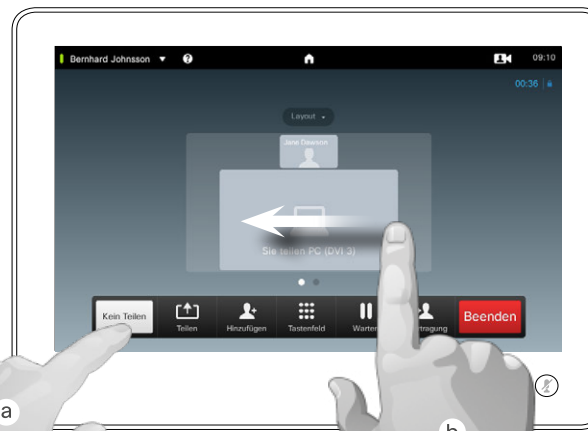 Bernhard Johnsson
?
09:10
00:36
Layout
Jane Dawson
Sie teilen PC (DVI 3)
Kein Teilen
Teilen
Hinzufügen
Tastenfeld
Beenden
a
b